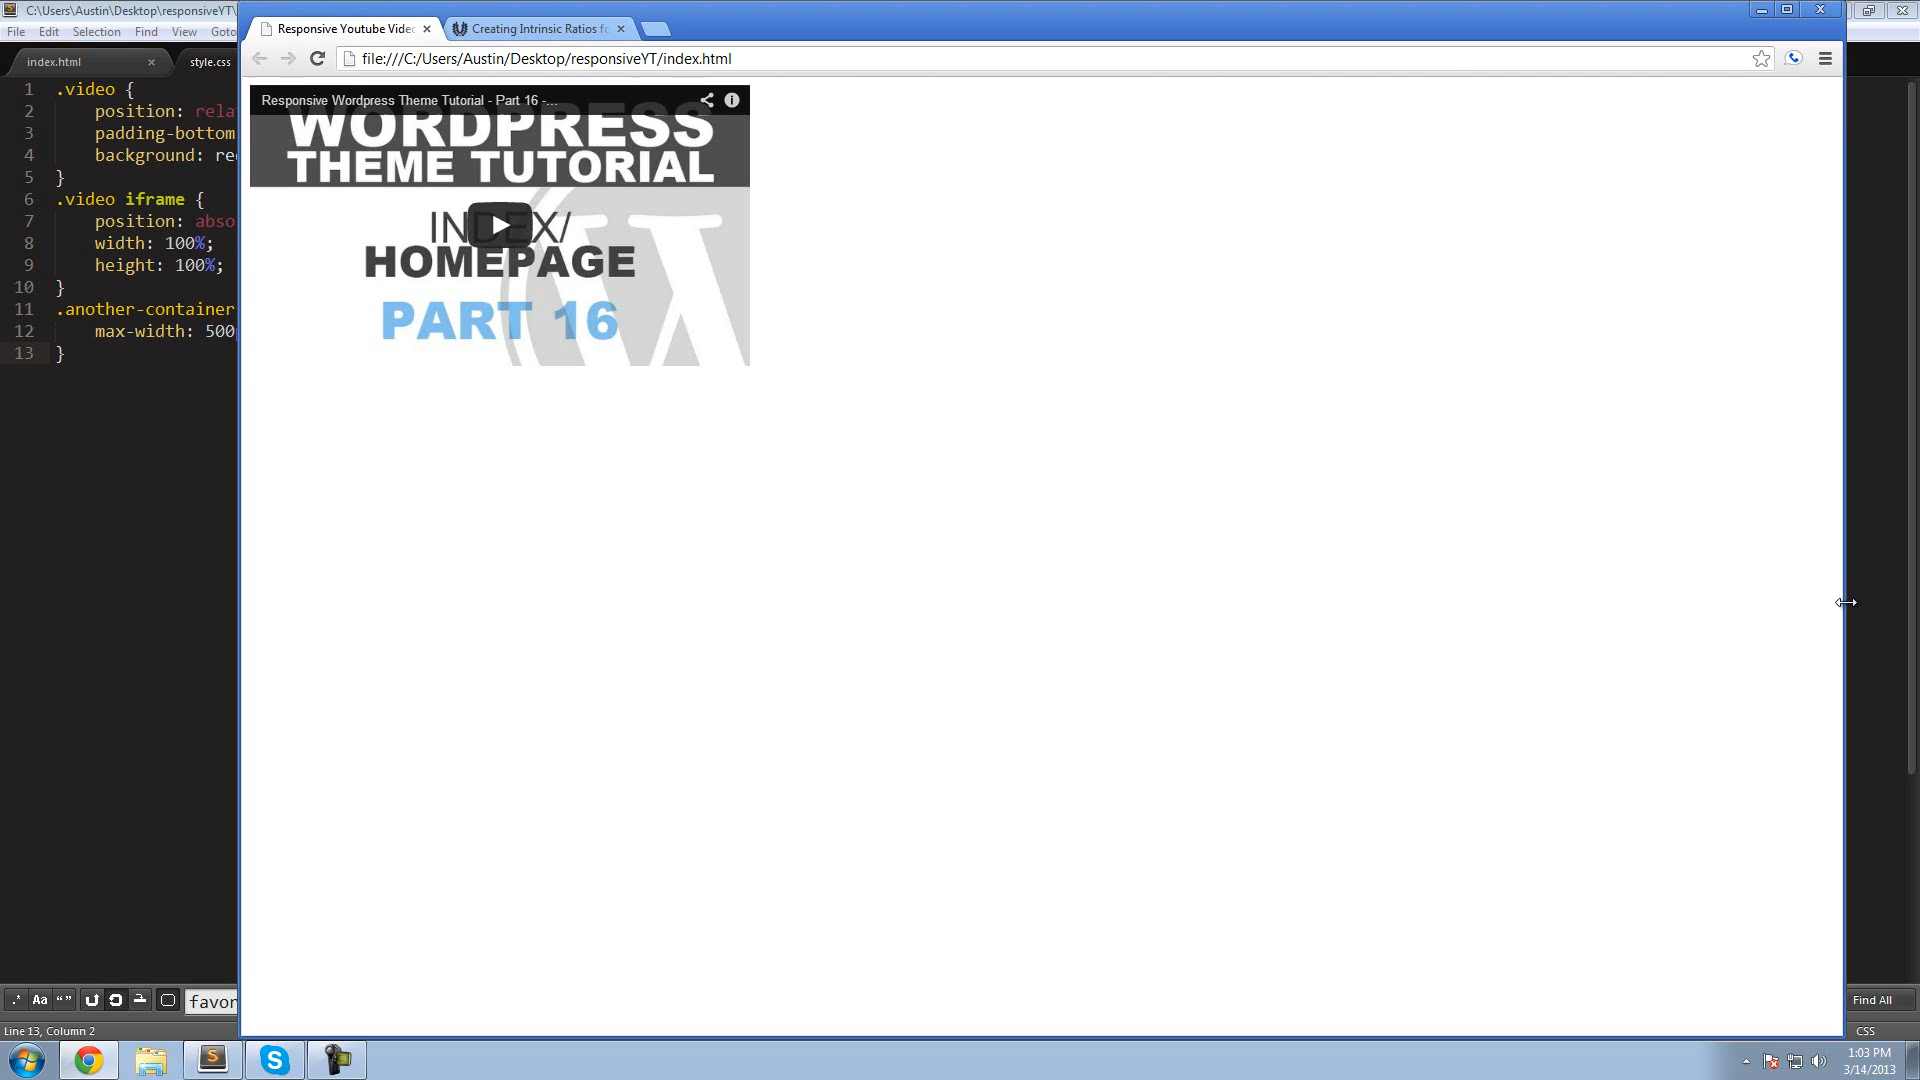 C:\Users\Austin\Desktop\responsiveYT\
File Edit Selection Find View Goto
index.html
style.css
1 .video {
2 position: rela
3 padding-bottom
4 background: re
5 }
6 .video iframe {
7 position: abso
8 width: 100%;
9 height: 100%;
10 }
11 .another-container
12 max-width: 500
13 }
Responsive Youtube Vide
Creating Intrinsic Ratios f
file:///C:/Users/Austin/Desktop/responsiveYT/index.html
Responsive Wordpress Theme Tutorial - Part 16 -...
WORDPRESS
THEME TUTORIAL
INDEX/
HOMEPAGE
PART 16
.* Aa “ ”
favor
Find All
Line 13, Column 2
CSS
1:03 PM
3/14/2013